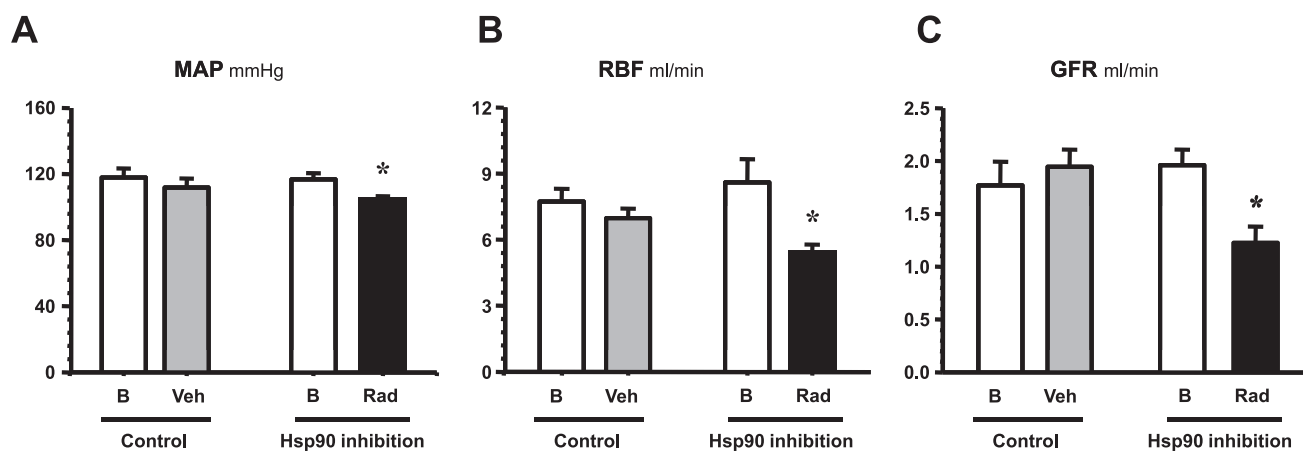 A B C
MAP mmHg RBF ml/min GFR ml/min
160 12 2.5
* * *
120 9 2.0
80 6 1.5
40 3 1.0
0 0 0.5
0.0
B Veh B Rad B Veh B Rad B Veh B Rad
Control Hsp90 inhibition Control Hsp90 inhibition Control Hsp90 inhibition